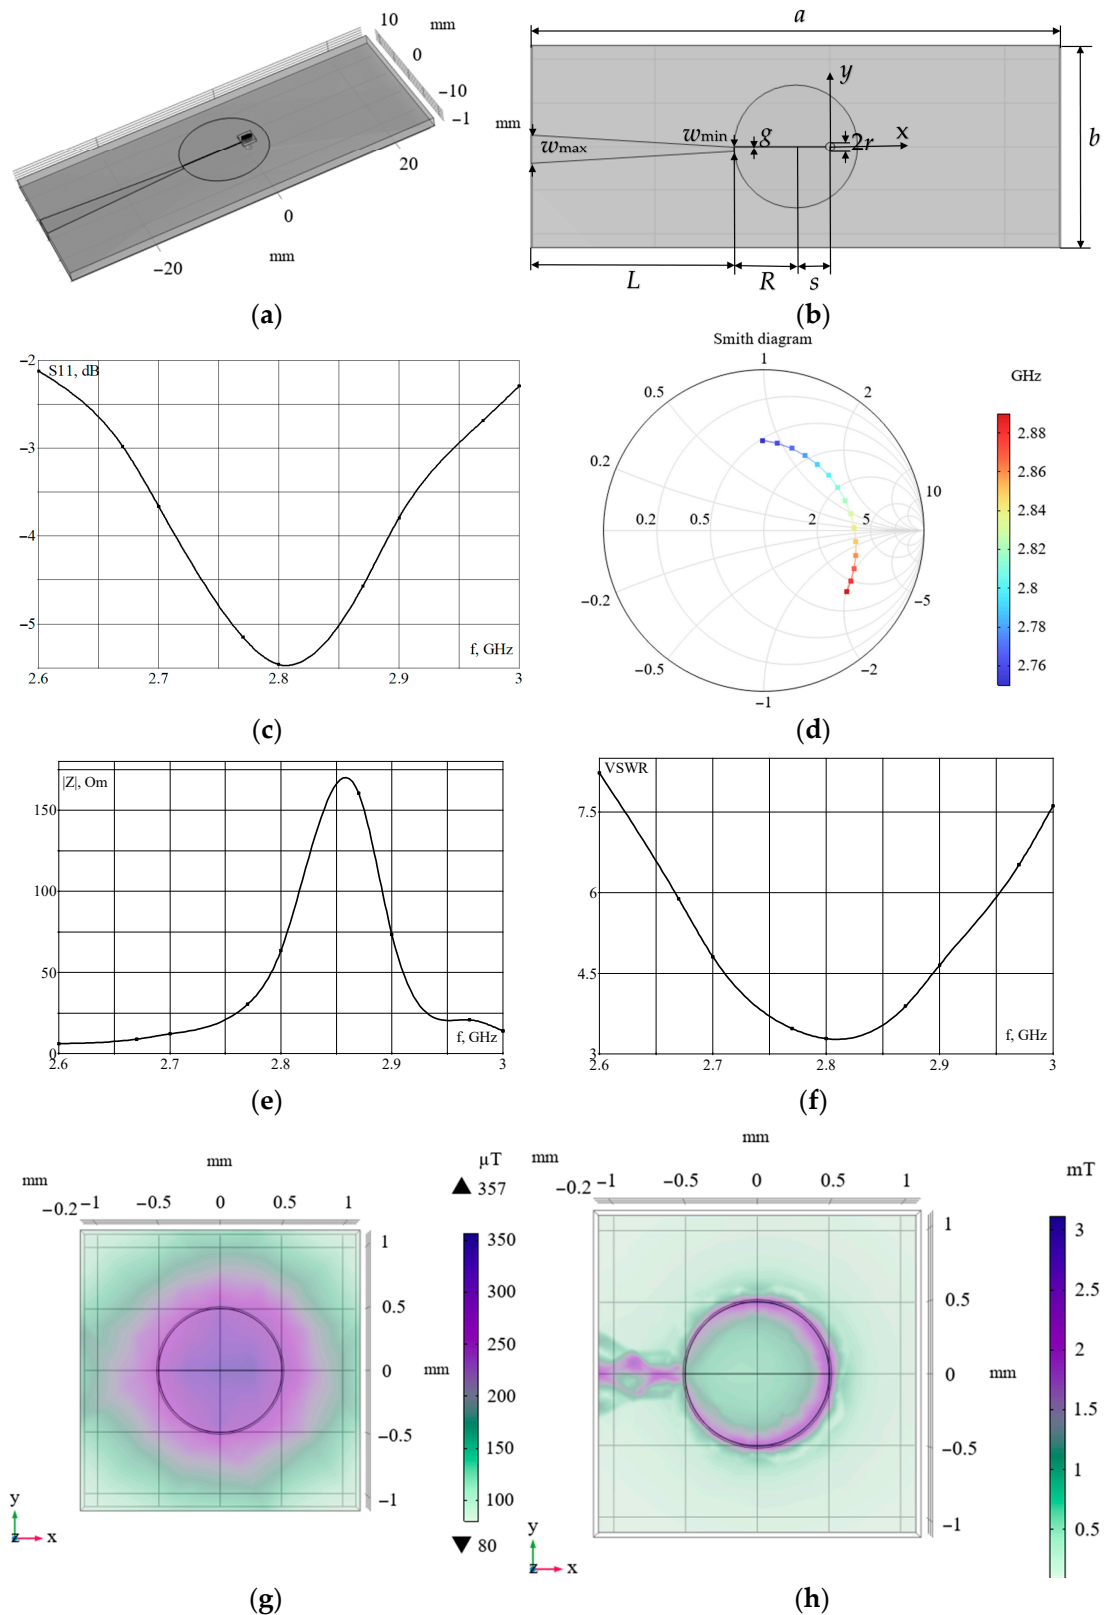 10
mm
0
−10
−1
20
0
mm
−20
(a)
a
y
mm
wmin
g
x
wmax
2r
b
L
R
s
(b)
−2
S11, dB
−3
−4
−5
f, GHz
2.6
2.7
2.8
2.9
3
(c)
Smith diagram
1
0.5
2
0.2
10
0.2
0.5
2
5
−0.2
−5
−0.5
−2
−1
GHz
2.88
2.86
2.84
2.82
2.8
2.78
2.76
(d)
|Z|, Om
150
100
50
0
f, GHz
2.6
2.7
2.8
2.9
3
(e)
VSWR
7.5
6
4.5
3
f, GHz
2.6
2.7
2.8
2.9
3
(f)
mm
mm
−0.2
−1
−0.5
0
0.5
1
µT
357
350
300
250
200
150
100
80
1
0.5
0
mm
−0.5
−1
y
z
x
(g)
mm
mm
−0.2
−1
−0.5
0
0.5
1
mT
3
2.5
2
1.5
1
0.5
1
0.5
0
mm
−0.5
−1
y
z
x
(h)